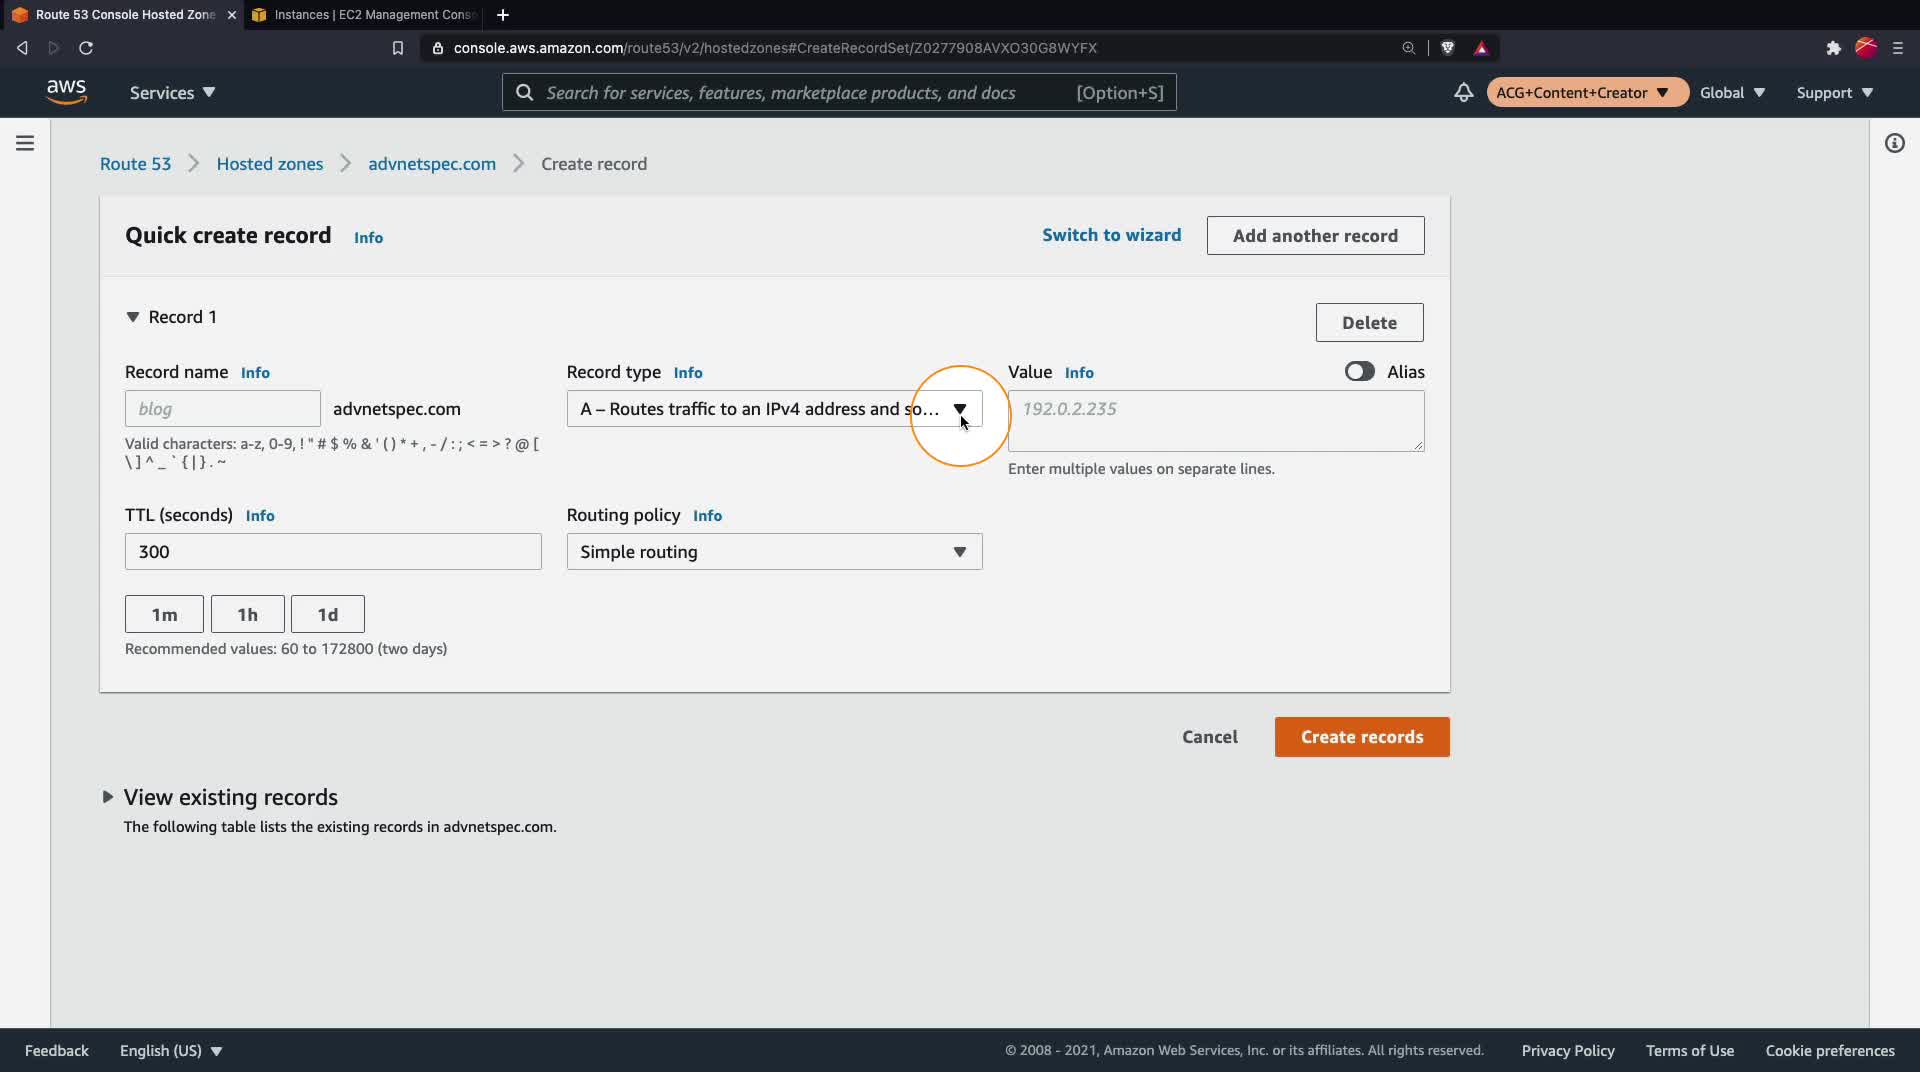 Route 53 Console Hosted Zone
Instances | EC2 Management Cons
console.aws.amazon.com/route53/v2/hostedzones#CreateRecordSet/Z0277908AVXO30G8WYFX
aws
Services
Search for services, features, marketplace products, and docs [Option+S]
ACG+Content+Creator
Global
Support
Route 53 > Hosted zones > advnetspec.com > Create record
Quick create record Info
Switch to wizard
Add another record
Record 1
Delete
Record name Info
blog
advnetspec.com
Valid characters: a-z, 0-9, ! " # $ % & ' ( ) * + , - / : ; < = > ? @ [
\ ] ^ _ ` { | } . ~
Record type Info
A – Routes traffic to an IPv4 address and so...
Value Info
Alias
192.0.2.235
Enter multiple values on separate lines.
TTL (seconds) Info
300
1m
1h
1d
Recommended values: 60 to 172800 (two days)
Routing policy Info
Simple routing
Cancel
Create records
View existing records
The following table lists the existing records in advnetspec.com.
Feedback
English (US)
© 2008 - 2021, Amazon Web Services, Inc. or its affiliates. All rights reserved.
Privacy Policy
Terms of Use
Cookie preferences